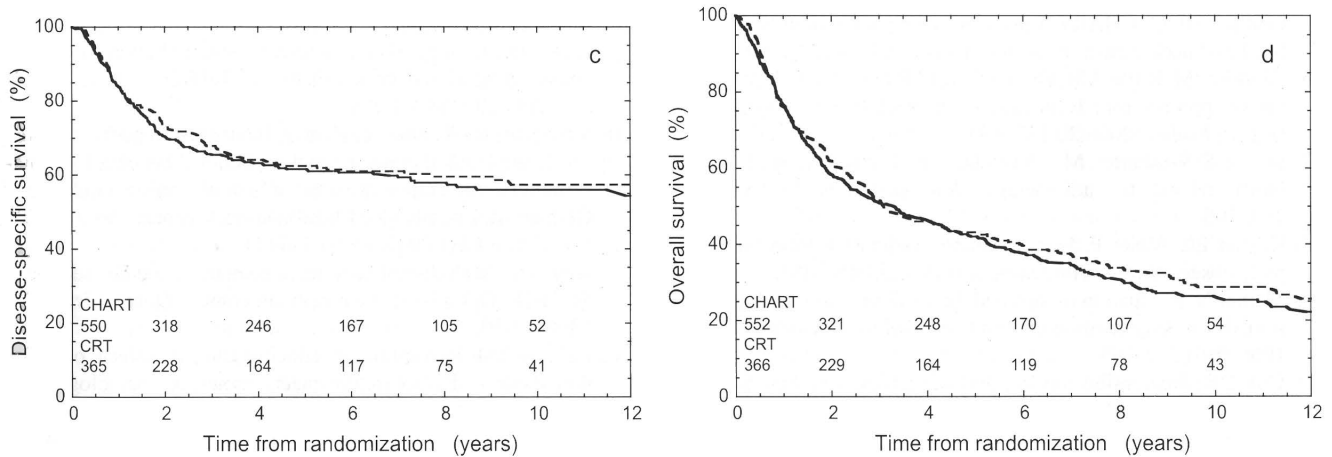 Disease-specific survival (%)
100
80
60
40
20
0
c
CHART
550 318 246 167 105 52
CRT
365 228 164 117 75 41
0 2 4 6 8 10 12
Time from randomization (years)
Overall survival (%)
100
80
60
40
20
0
d
CHART
552 321 248 170 107 54
CRT
366 229 164 119 78 43
0 2 4 6 8 10 12
Time from randomization (years)